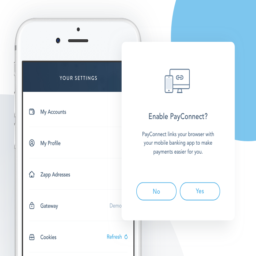 YOUR SETTINGS
My Accounts
My Profile
Zapp Adresses
Gateway
Cookies
Refresh
Enable PayConnect?
PayConnect links your browser with
your mobile banking app to make
payments easier for you.
No
Yes